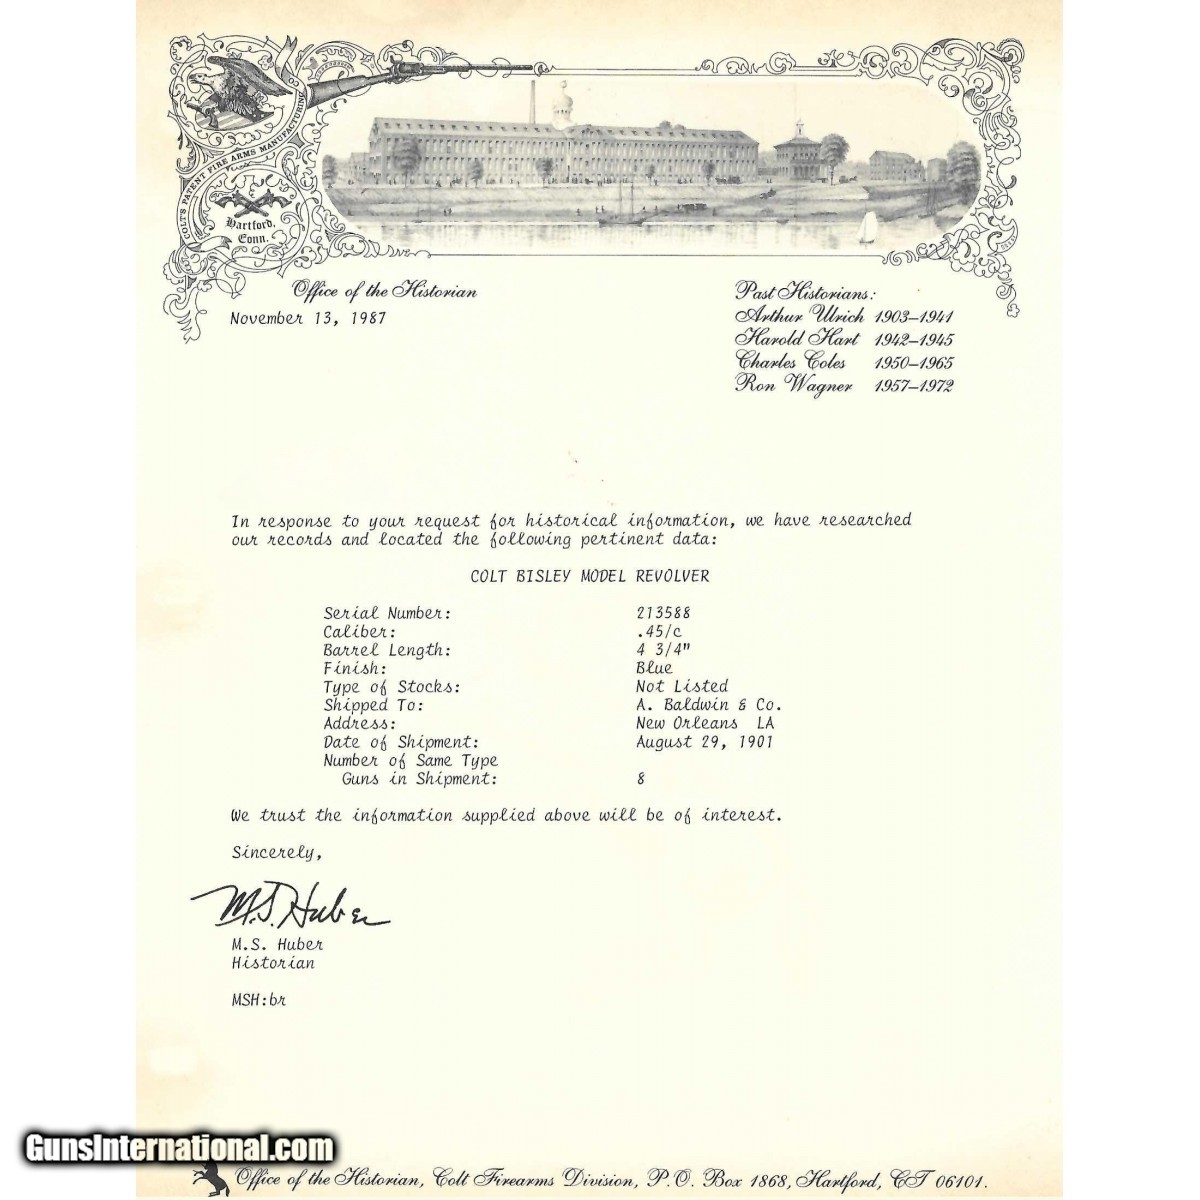 COLT'S PATENT FIRE ARMS MANUFACTURING CO
Hartford,
Conn.
Office of the Historian
November 13, 1987
Past Historians:
Arthur Ulrich 1903–1941
Harold Hart 1942–1945
Charles Coles 1950–1965
Ron Wagner 1957–1972
In response to your request for historical information, we have researched
our records and located the following pertinent data:
COLT BISLEY MODEL REVOLVER
Serial Number: 213588
Caliber: .45/c
Barrel Length: 4 3/4"
Finish: Blue
Type of Stocks: Not Listed
Shipped To: A. Baldwin & Co.
Address: New Orleans LA
Date of Shipment: August 29, 1901
Number of Same Type
Guns in Shipment: 8
We trust the information supplied above will be of interest.
Sincerely,
M.S. Huber
M.S. Huber
Historian
MSH:br
GunsInternational.com
Office of the Historian, Colt Firearms Division, P.O. Box 1868, Hartford, CT 06101.